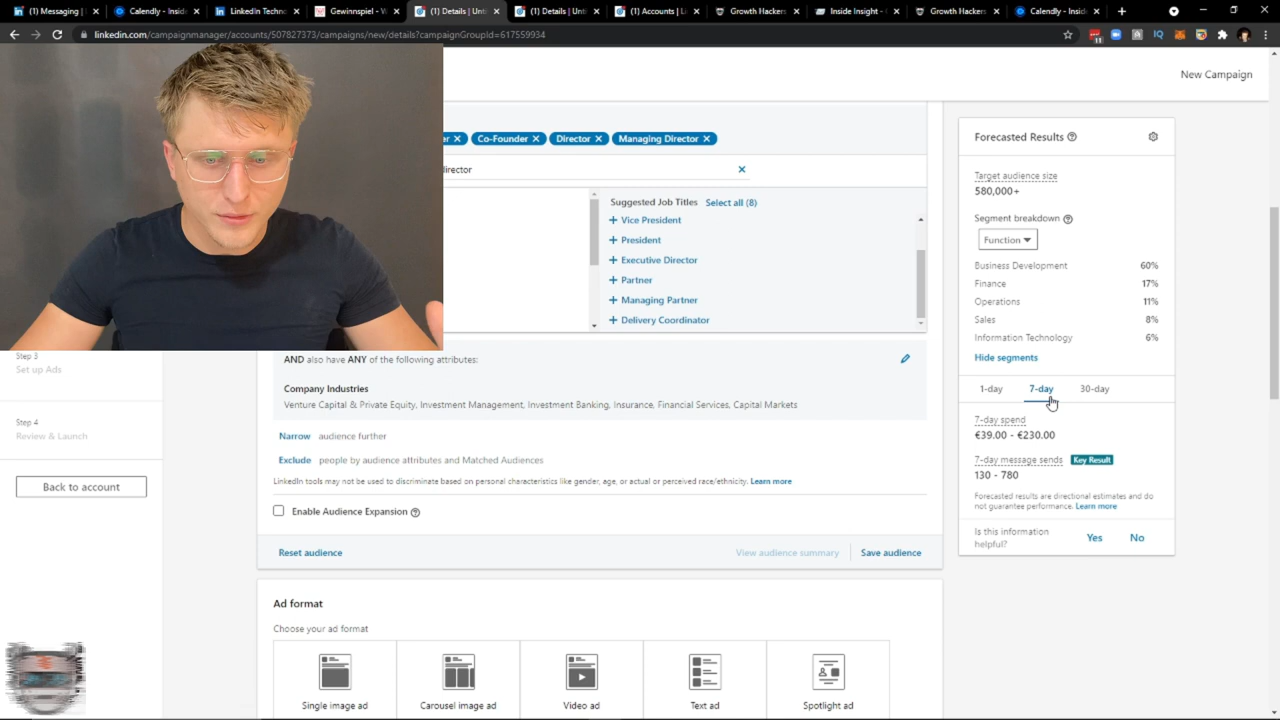 (1) Messaging |
Calendly - Inside
LinkedIn Techno
Gewinnspiel - W
(1) Details | Unti
(1) Details | Unti
(1) Accounts | L
Growth Hackers
Inside Insight -
Growth Hackers
Calendly - Inside
linkedin.com/campaignmanager/accounts/507827373/campaigns/new/details?campaignGroupId=617559934
11
New Campaign
er ✕ Co-Founder ✕ Director ✕ Managing Director ✕
irector ✕
Suggested Job Titles Select all (8)
+ Vice President
+ President
+ Executive Director
+ Partner
+ Managing Partner
+ Delivery Coordinator
AND also have ANY of the following attributes:
Company Industries
Venture Capital & Private Equity, Investment Management, Investment Banking, Insurance, Financial Services, Capital Markets
Narrow audience further
Exclude people by audience attributes and Matched Audiences
LinkedIn tools may not be used to discriminate based on personal characteristics like gender, age, or actual or perceived race/ethnicity. Learn more
Enable Audience Expansion ?
Reset audience
View audience summary
Save audience
Ad format
Choose your ad format
Single image ad
Carousel image ad
Video ad
Text ad
Spotlight ad
Step 3
Set up Ads
Step 4
Review & Launch
Back to account
Forecasted Results ?
Target audience size
580,000+
Segment breakdown ?
Function
Business Development 60%
Finance 17%
Operations 11%
Sales 8%
Information Technology 6%
Hide segments
1-day 7-day 30-day
7-day spend
€39.00 - €230.00
7-day message sends Key Result
130 - 780
Forecasted results are directional estimates and do
not guarantee performance. Learn more
Is this information
helpful?
Yes No